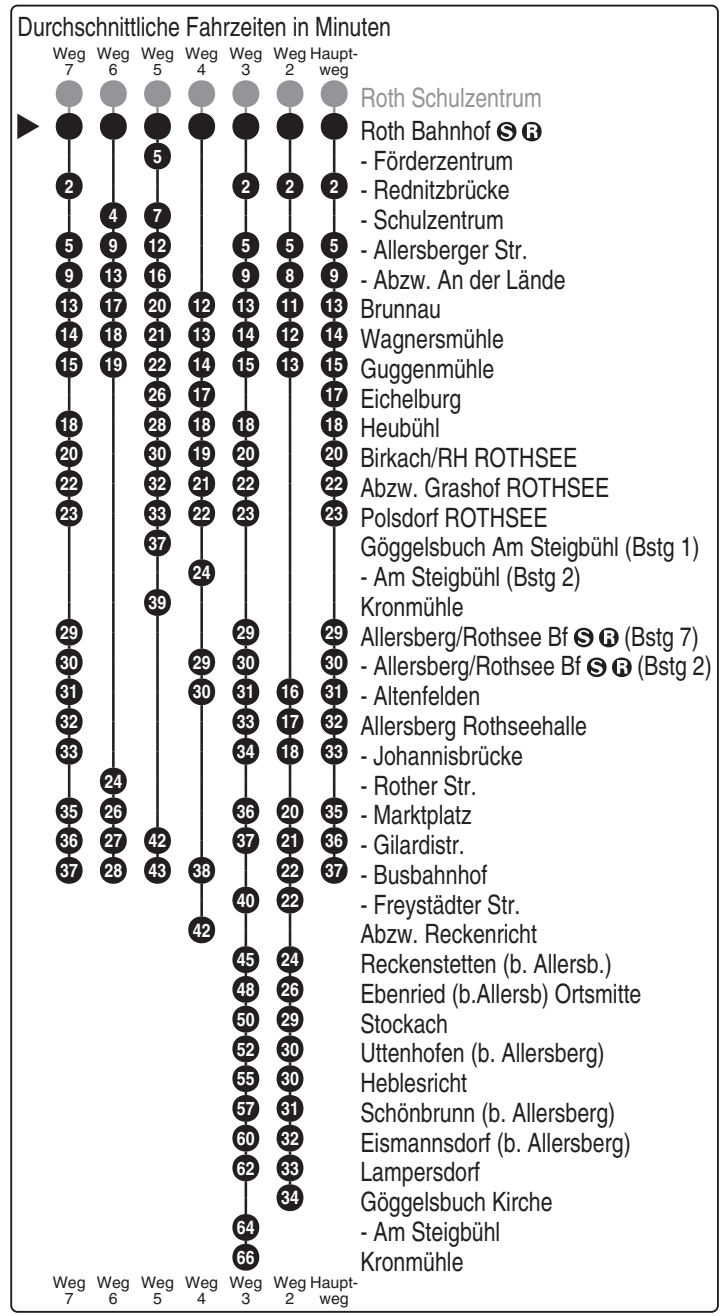 Durchschnittliche Fahrzeiten in Minuten
Weg Weg Weg Weg Weg Weg Haupt-
7 6 5 4 3 2 weg
Roth Schulzentrum
Roth Bahnhof S R
5 - Förderzentrum
2 2 2 2 - Rednitzbrücke
4 7 - Schulzentrum
5 9 12 5 5 5 - Allersberger Str.
9 13 16 9 8 9 - Abzw. An der Lände
13 17 20 12 13 11 13 Brunnau
14 18 21 13 14 12 14 Wagnersmühle
15 19 22 14 15 13 15 Guggenmühle
26 17 17 Eichelburg
18 28 18 18 18 Heubühl
20 30 19 20 20 Birkach/RH ROTHSEE
22 32 21 22 22 Abzw. Grashof ROTHSEE
23 33 22 23 23 Polsdorf ROTHSEE
37 Göggelsbuch Am Steigbühl (Bstg 1)
24 - Am Steigbühl (Bstg 2)
39 Kronmühle
29 29 29 Allersberg/Rothsee Bf S R (Bstg 7)
30 29 30 30 - Allersberg/Rothsee Bf S R (Bstg 2)
31 30 31 16 31 - Altenfelden
32 33 17 32 Allersberg Rothseehalle
33 34 18 33 - Johannisbrücke
24 - Rother Str.
35 26 36 20 35 - Marktplatz
36 27 42 37 21 36 - Gilardistr.
37 28 43 38 22 37 - Busbahnhof
40 22 - Freystädter Str.
42 Abzw. Reckenricht
45 24 Reckenstetten (b. Allersb.)
48 26 Ebenried (b.Allersb) Ortsmitte
50 29 Stockach
52 30 Uttenhofen (b. Allersberg)
55 30 Heblesricht
57 31 Schönbrunn (b. Allersberg)
60 32 Eismannsdorf (b. Allersberg)
62 33 Lampersdorf
34 Göggelsbuch Kirche
64 - Am Steigbühl
66 Kronmühle
Weg Weg Weg Weg Weg Weg Haupt-
7 6 5 4 3 2 weg